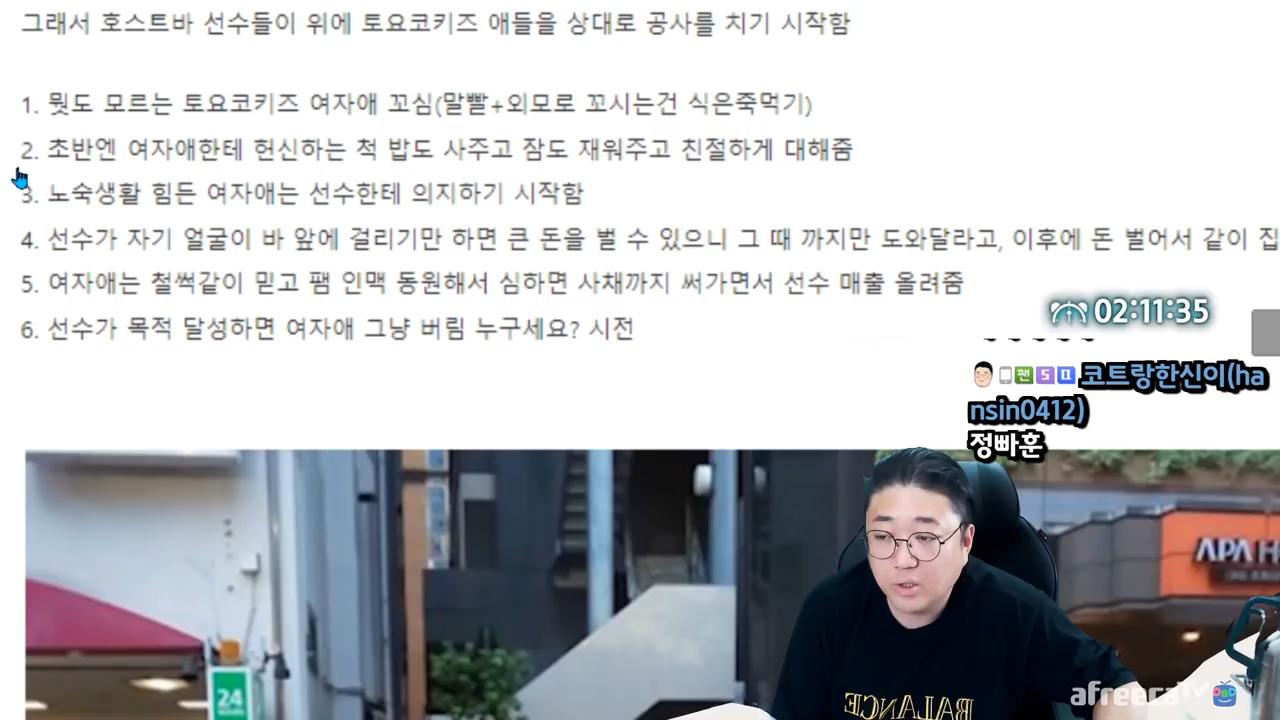 그래서 호스트바 선수들이 위에 토요코키즈 애들을 상대로 공사를 치기 시작함
1. 뭣도 모르는 토요코키즈 여자애 꼬심(말빨+외모로 꼬시는건 식은죽먹기)
2. 초반엔 여자애한테 헌신하는 척 밥도 사주고 잠도 재워주고 친절하게 대해줌
3. 노숙생활 힘든 여자애는 선수한테 의지하기 시작함
4. 선수가 자기 얼굴이 바 앞에 걸리기만 하면 큰 돈을 벌 수 있으니 그 때 까지만 도와달라고, 이후에 돈 벌어서 같이 집
5. 여자애는 철썩같이 믿고 팸 인맥 동원해서 심하면 사채까지 써가면서 선수 매출 올려줌
6. 선수가 목적 달성하면 여자애 그냥 버림 누구세요? 시전
02:11:35
팬 5 코트랑한신이(ha
nsin0412)
정빠훈
APA H
24
BALANCE
afreecaTV